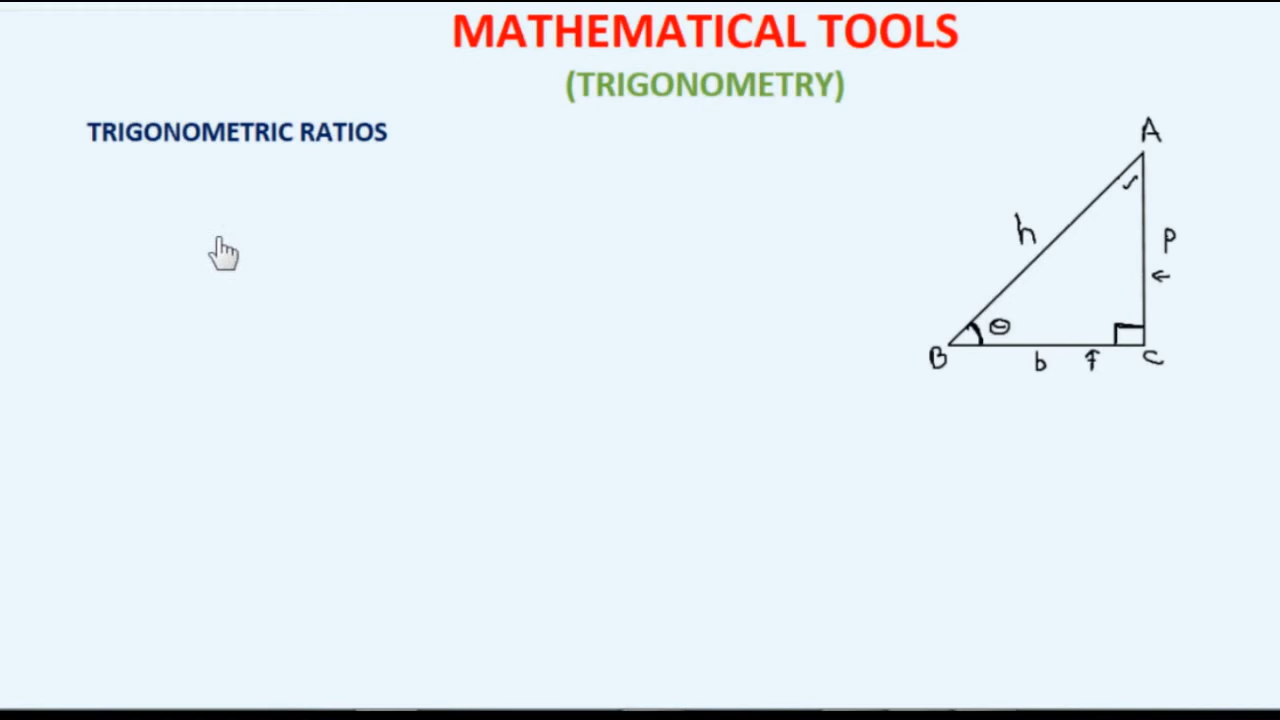 MATHEMATICAL TOOLS
(TRIGONOMETRY)
TRIGONOMETRIC RATIOS
A
h
P
θ
B
b
C